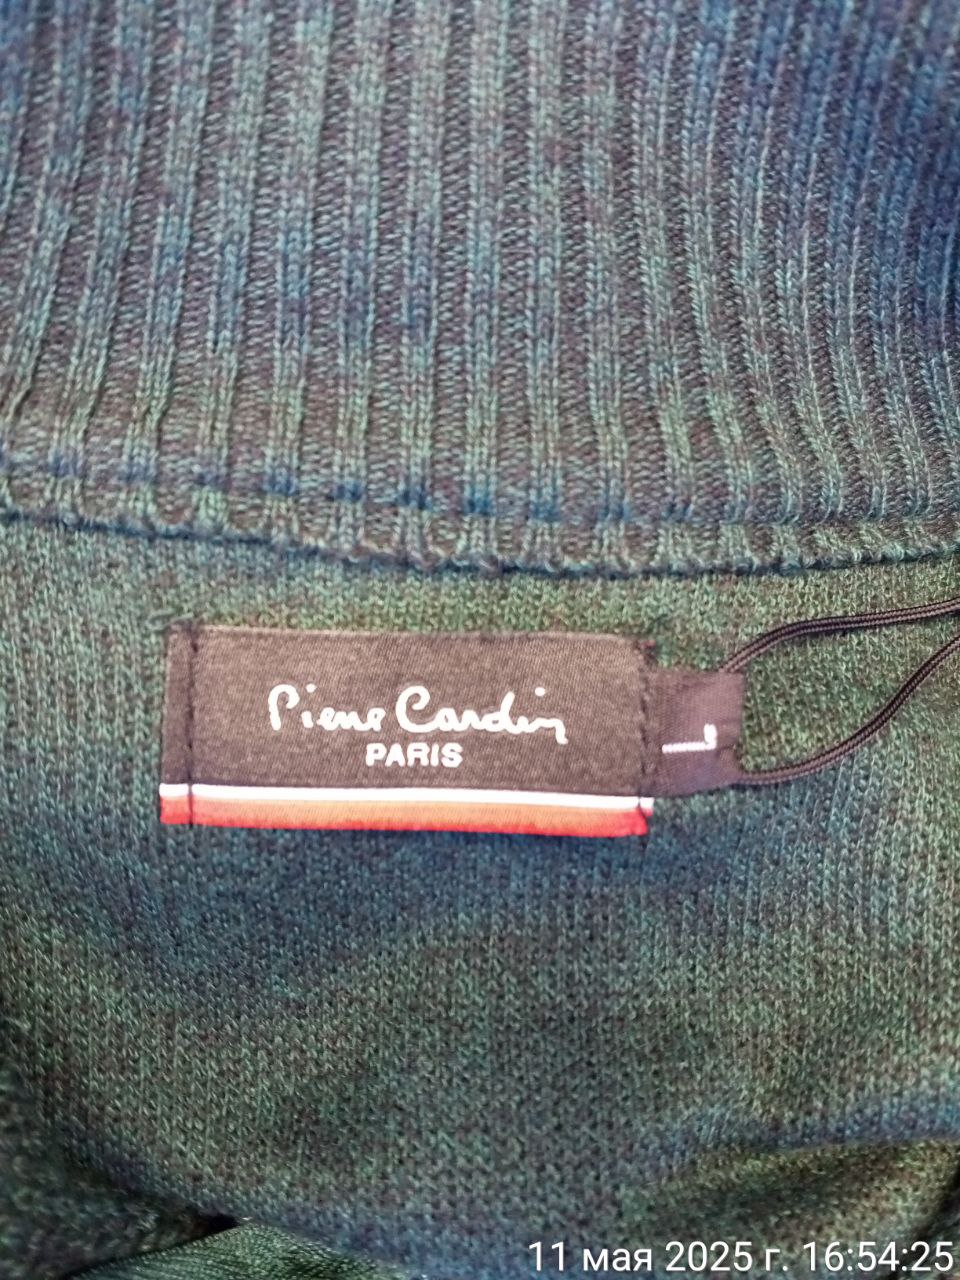 Pierre Cardin
PARIS
L
11 мая 2025 г. 16:54:25